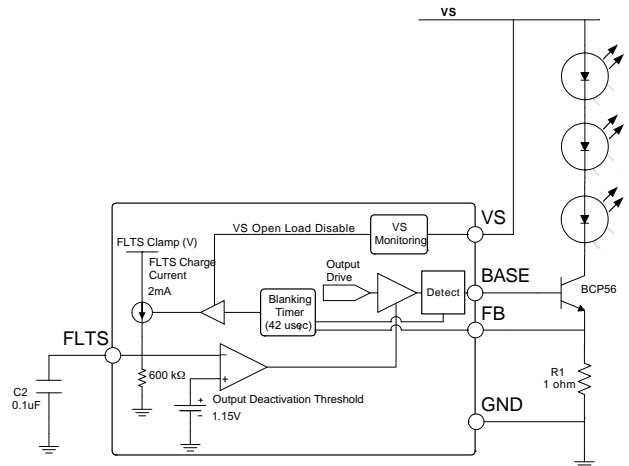 VS
VS
VS Open Load Disable
VS
Monitoring
FLTS Clamp (V)
FLTS Charge
Current
2mA
Output
Drive
BASE
Detect
BCP56
Blanking
Timer
(42 usec)
FB
FLTS
600 kΩ
−
+
R1
1 ohm
C2
0.1uF
+
−
Output Deactivation Threshold
1.15V
GND